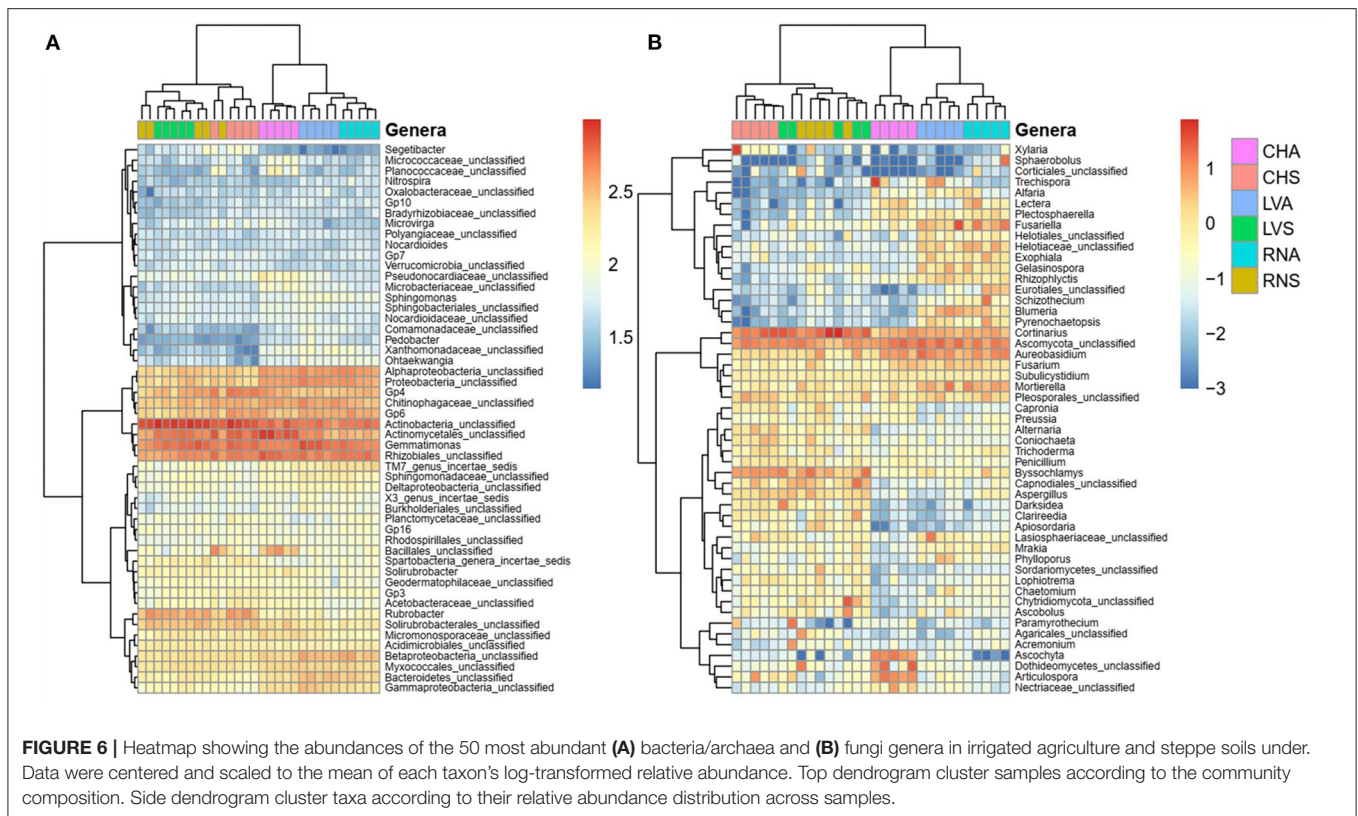 A
Genera
Segetibacter
Micrococcaceae_unclassified
Planococcaceae_unclassified
Nitrospira
Oxalobacteraceae_unclassified
Gp10
Bradyrhizobiaceae_unclassified
Microvirga
Polyangiaceae_unclassified
Nocardioides
Gp7
Verrucomicrobia_unclassified
Pseudonocardiaceae_unclassified
Microbacteriaceae_unclassified
Sphingomonas
Sphingobacteriales_unclassified
Nocardioidaceae_unclassified
Comamonadaceae_unclassified
Pedobacter
Xanthomonadaceae_unclassified
Ohtaekwangia
Alphaproteobacteria_unclassified
Proteobacteria_unclassified
Gp4
Chitinophagaceae_unclassified
Gp6
Actinobacteria_unclassified
Actinomycetales_unclassified
Gemmatimonas
Rhizobiales_unclassified
TM7_genus_incertae_sedis
Sphingomonadaceae_unclassified
Deltaproteobacteria_unclassified
X3_genus_incertae_sedis
Burkholderiales_unclassified
Planctomycetaceae_unclassified
Gp16
Rhodospirillales_unclassified
Bacillales_unclassified
Spartobacteria_genera_incertae_sedis
Solirubrobacter
Geodermatophilaceae_unclassified
Gp3
Acetobacteraceae_unclassified
Rubrobacter
Solirubrobacterales_unclassified
Micromonosporaceae_unclassified
Acidimicrobiales_unclassified
Betaproteobacteria_unclassified
Myxococcales_unclassified
Bacteroidetes_unclassified
Gammaproteobacteria_unclassified
2.5
2
1.5
B
Genera
Xylaria
Sphaerobolus
Corticiales_unclassified
Trechispora
Alfaria
Lectera
Plectosphaerella
Fusariella
Helotiales_unclassified
Helotiaceae_unclassified
Exophiala
Gelasinospora
Rhizophlyctis
Eurotiales_unclassified
Schizothecium
Blumeria
Pyrenochaetopsis
Cortinarius
Ascomycota_unclassified
Aureobasidium
Fusarium
Subulicystidium
Mortierella
Pleosporales_unclassified
Capronia
Preussia
Alternaria
Coniochaeta
Trichoderma
Penicillium
Byssochlamys
Capnodiales_unclassified
Aspergillus
Darksidea
Clarireedia
Apiosordaria
Lasiosphaeriaceae_unclassified
Mrakia
Phylloporus
Sordariomycetes_unclassified
Lophiotrema
Chaetomium
Chytridiomycota_unclassified
Ascobolus
Paramyrothecium
Agaricales_unclassified
Acremonium
Ascochyta
Dothideomycetes_unclassified
Articulospora
Nectriaceae_unclassified
1
0
−1
−2
−3
CHA
CHS
LVA
LVS
RNA
RNS
FIGURE 6 | Heatmap showing the abundances of the 50 most abundant (A) bacteria/archaea and (B) fungi genera in irrigated agriculture and steppe soils under.
Data were centered and scaled to the mean of each taxon's log-transformed relative abundance. Top dendrogram cluster samples according to the community
composition. Side dendrogram cluster taxa according to their relative abundance distribution across samples.